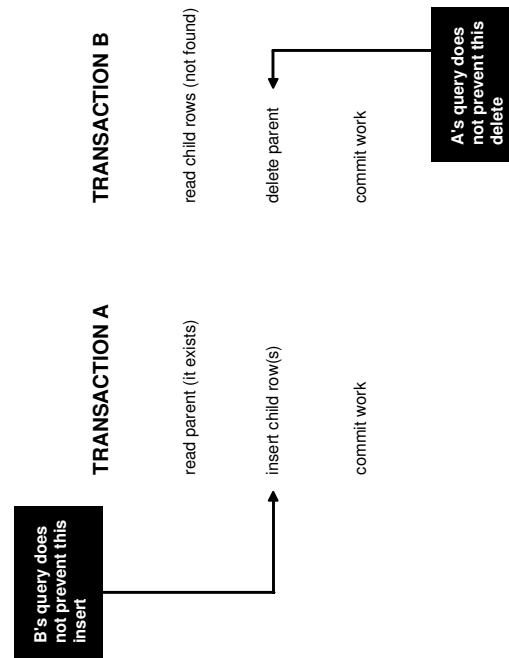 TRANSACTION A
TRANSACTION B
read parent (it exists)
read child rows (not found)
insert child row(s)
delete parent
commit work
commit work
B's query does
not prevent this
insert
A's query does
not prevent this
delete